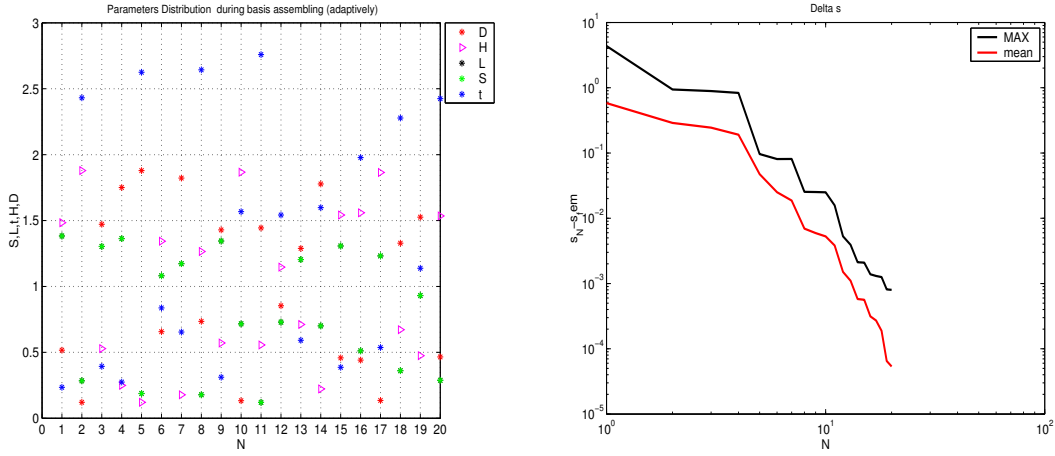 Parameters Distribution during basis assembling (adaptively)
S,L,t,H,D
3
2.5
2
1.5
1
0.5
0
0 1 2 3 4 5 6 7 8 9 10 11 12 13 14 15 16 17 18 19 20
N
D
H
L
S
t
Delta s
s_N-s_em
10^1
10^0
10^-1
10^-2
10^-3
10^-4
10^-5
10^0 10^1 10^2
N
MAX
mean